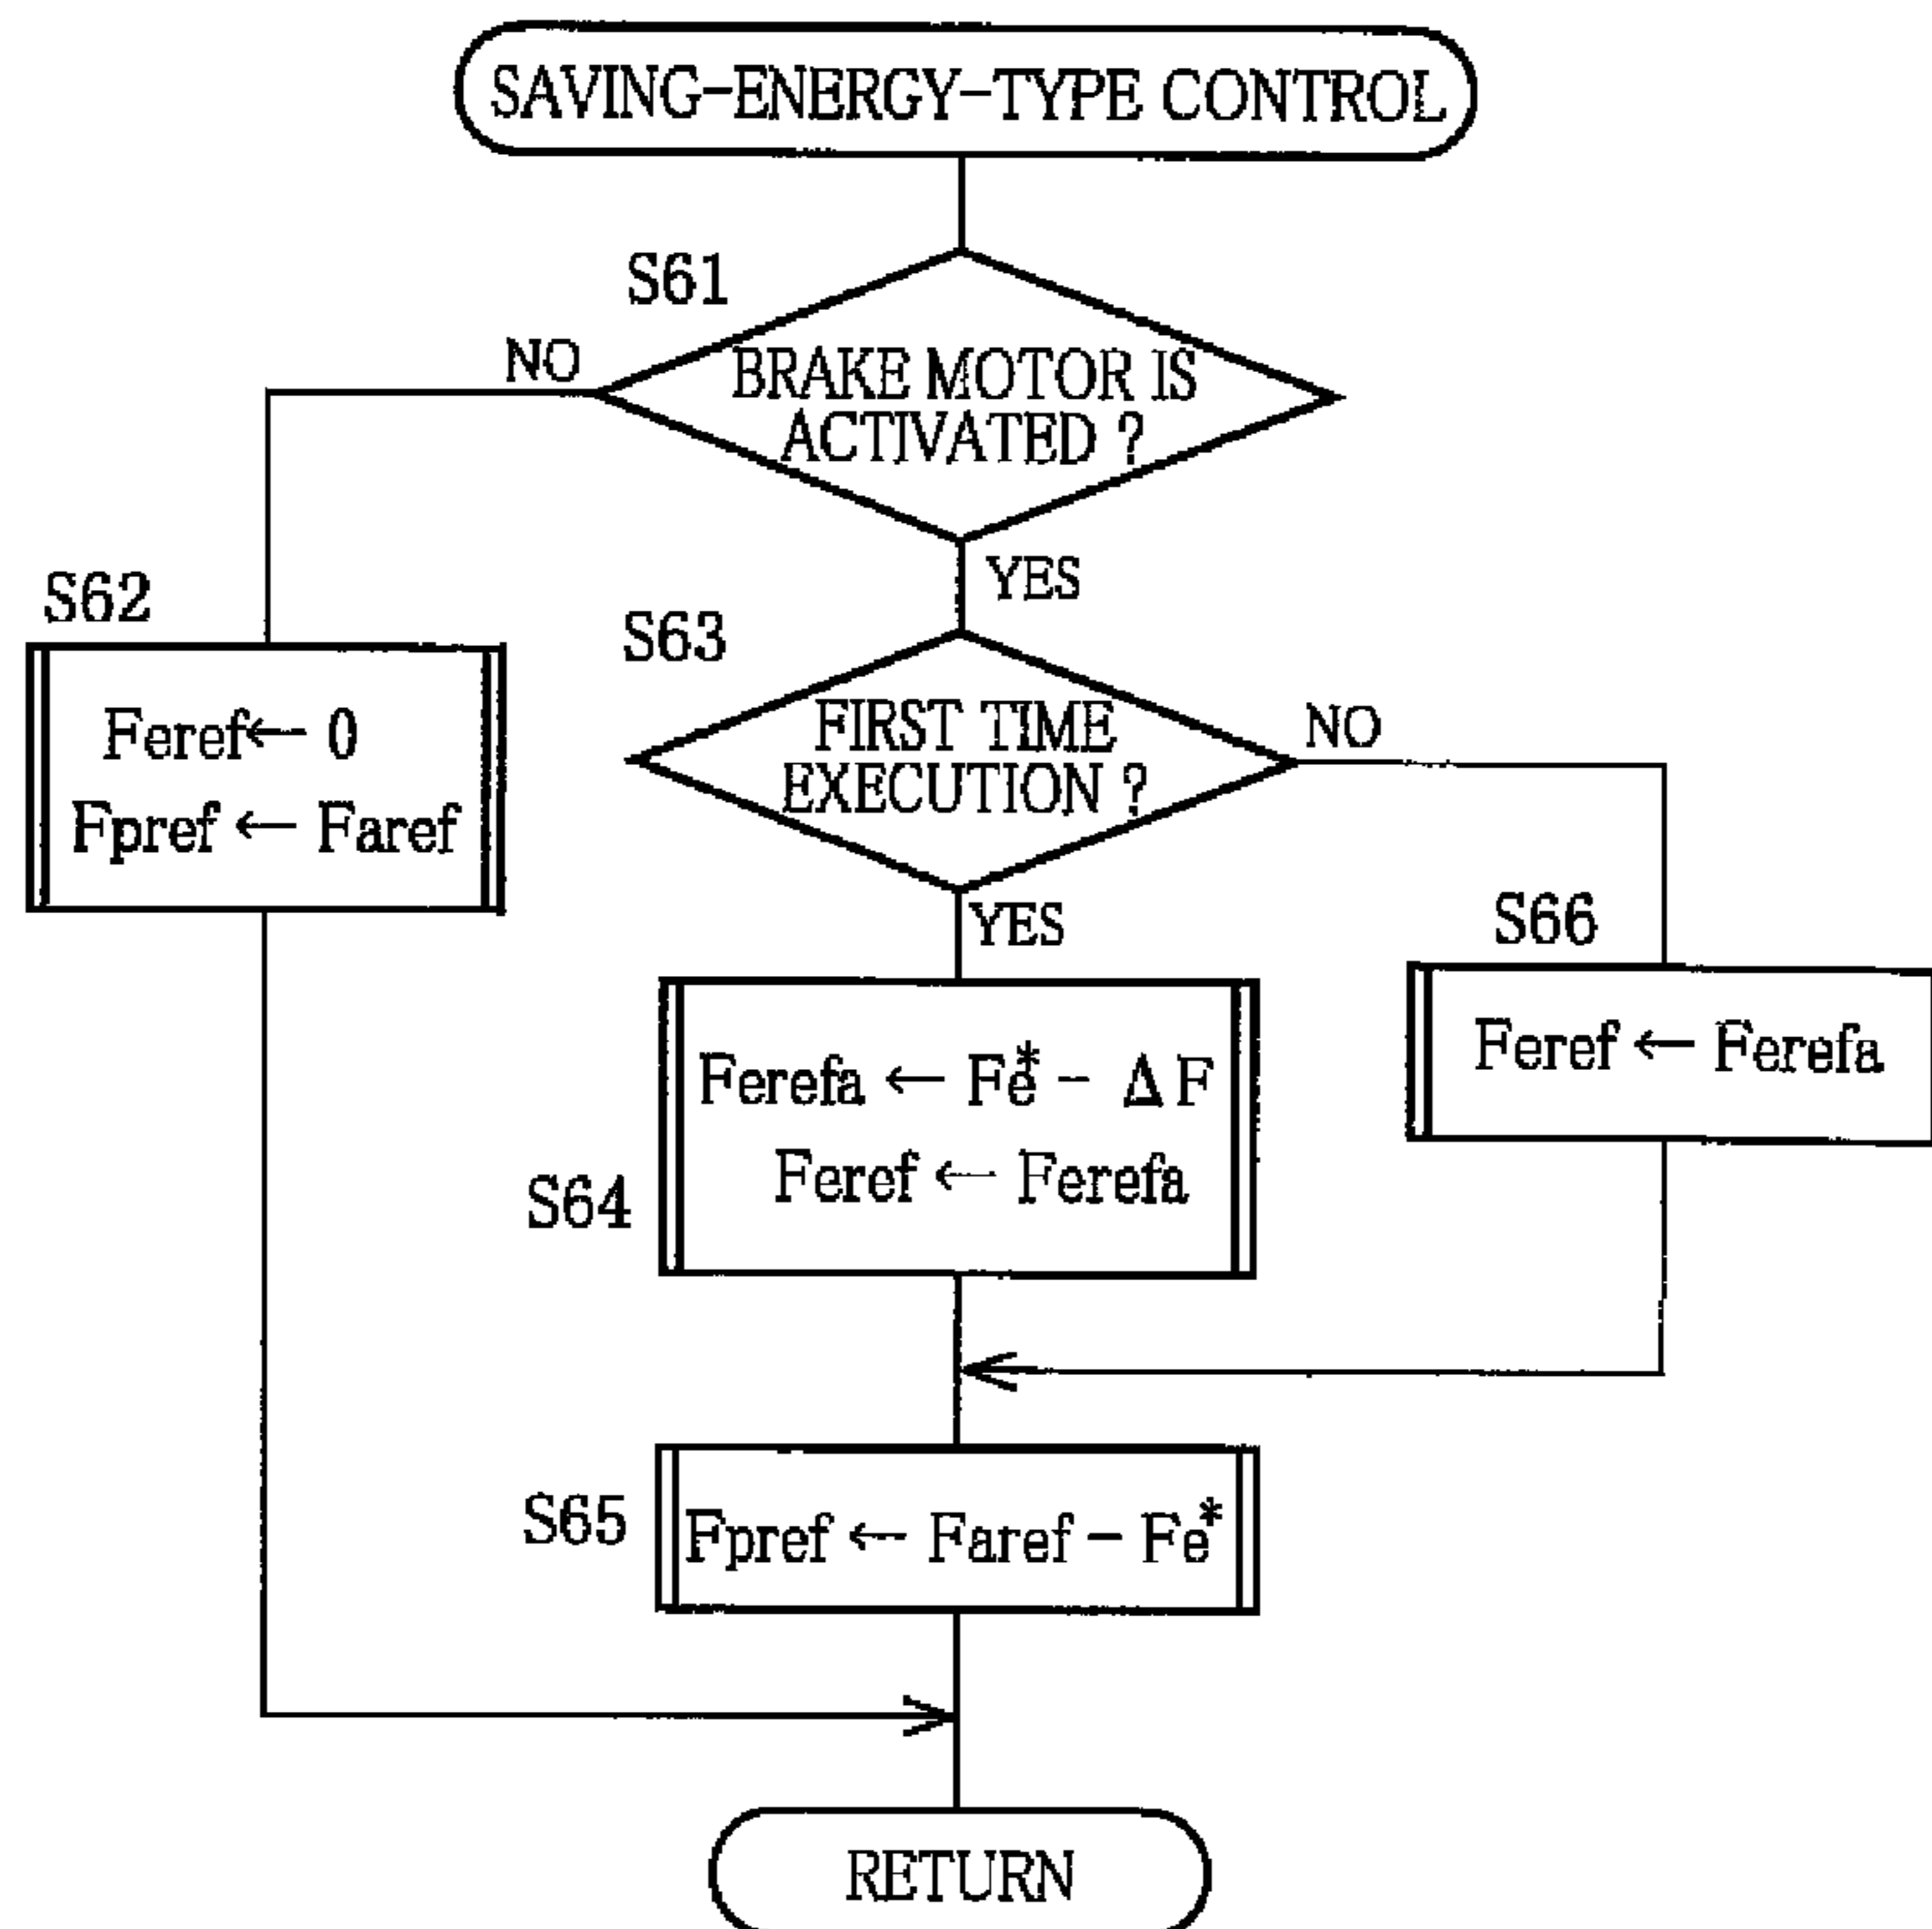 SAVING-ENERGY-TYPE CONTROL
S61
NO
BRAKE MOTOR IS
ACTIVATED ?
YES
S62
Feref ← 0
Fpref ← Faref
S63
FIRST TIME
EXECUTION ?
NO
YES
S66
Feref ← Ferefa
S64
Ferefa ← Fe* - ΔF
Feref ← Ferefa
S65
Fpref ← Faref - Fe*
RETURN